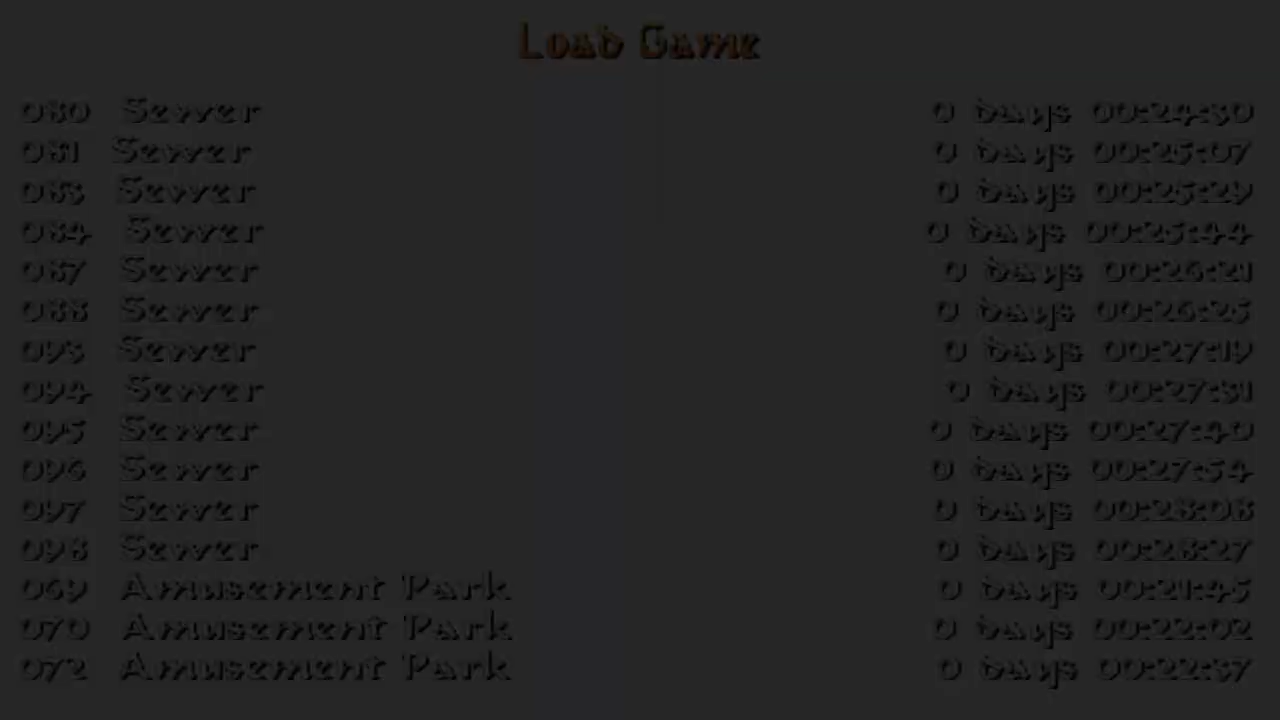 Load Game
080 Sewer 0 days 00:24:50
081 Sewer 0 days 00:25:07
083 Sewer 0 days 00:25:29
084 Sewer 0 days 00:25:44
087 Sewer 0 days 00:26:21
088 Sewer 0 days 00:26:25
093 Sewer 0 days 00:27:19
094 Sewer 0 days 00:27:31
095 Sewer 0 days 00:27:40
096 Sewer 0 days 00:27:54
097 Sewer 0 days 00:28:08
098 Sewer 0 days 00:28:27
069 Amusement Park 0 days 00:21:45
070 Amusement Park 0 days 00:22:02
072 Amusement Park 0 days 00:22:37